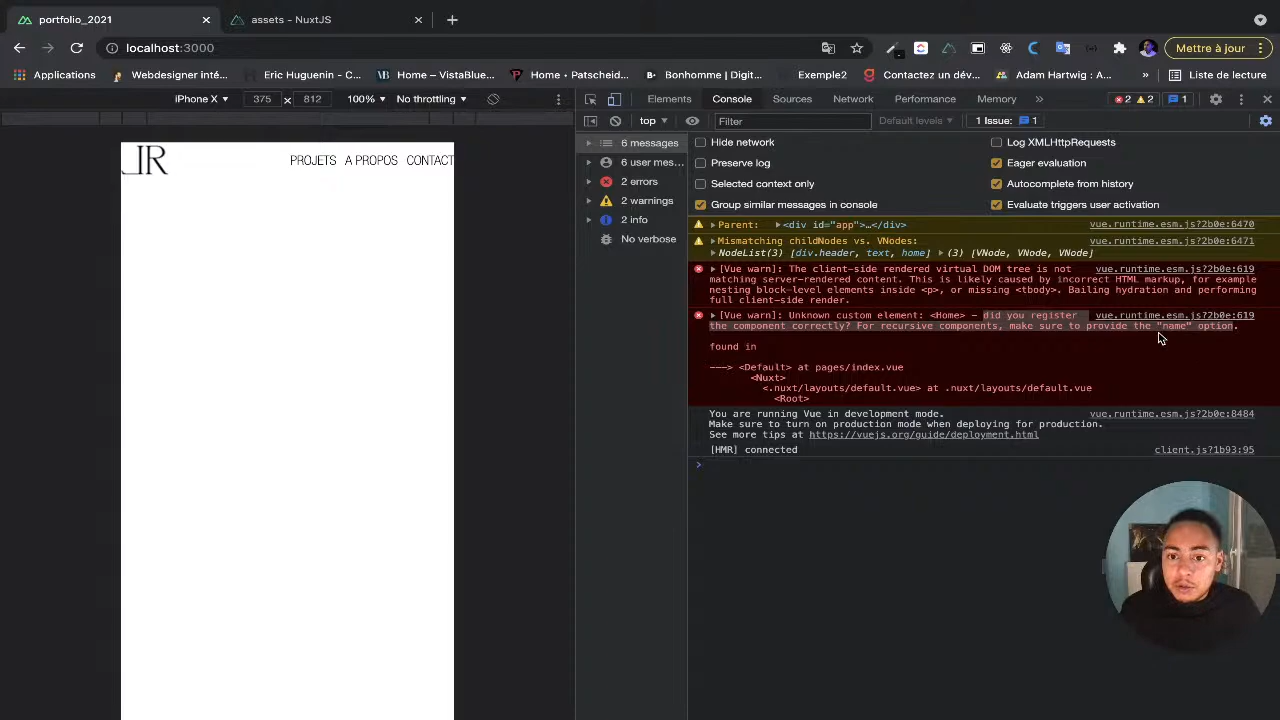 portfolio_2021
assets - NuxtJS
localhost:3000
Mettre à jour
Applications
Webdesigner inté...
Eric Huguenin - C...
Home – VistaBlue...
Home • Patscheid...
Bonhomme | Digit...
Exemple2
Contactez un dév...
Adam Hartwig : A...
»
Liste de lecture
iPhone X ▼ 375 × 812 100% ▼ No throttling ▼
Elements Console Sources Network Performance Memory » 2 2 1
top ▼ Filter Default levels ▼ 1 Issue: 1
6 messages
6 user mes...
2 errors
2 warnings
2 info
No verbose
Hide network
Log XMLHttpRequests
Preserve log
Eager evaluation
Selected context only
Autocomplete from history
Group similar messages in console
Evaluate triggers user activation
JR
PROJETS A PROPOS CONTACT
Parent: <div id="app">…</div> vue.runtime.esm.js?2b0e:6470
Mismatching childNodes vs. VNodes: vue.runtime.esm.js?2b0e:6471
NodeList(3) [div.header, text, home] (3) [VNode, VNode, VNode]
[Vue warn]: The client-side rendered virtual DOM tree is not vue.runtime.esm.js?2b0e:619
matching server-rendered content. This is likely caused by incorrect HTML markup, for example
nesting block-level elements inside <p>, or missing <tbody>. Bailing hydration and performing
full client-side render.
[Vue warn]: Unknown custom element: <Home> - did you register vue.runtime.esm.js?2b0e:619
the component correctly? For recursive components, make sure to provide the "name" option.
found in
---> <Default> at pages/index.vue
<Nuxt>
<.nuxt/layouts/default.vue> at .nuxt/layouts/default.vue
<Root>
You are running Vue in development mode. vue.runtime.esm.js?2b0e:8484
Make sure to turn on production mode when deploying for production.
See more tips at https://vuejs.org/guide/deployment.html
[HMR] connected client.js?1b93:95